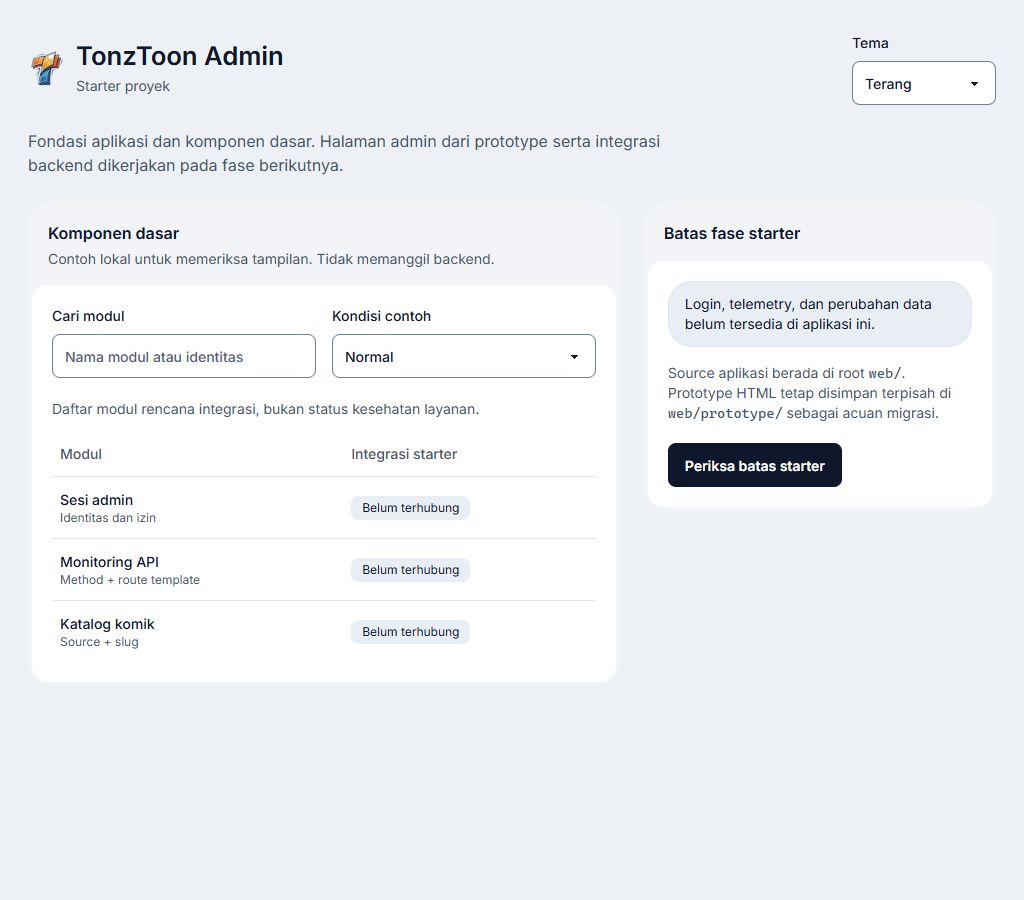 TonzToon Admin
Starter proyek
Tema
Terang
Fondasi aplikasi dan komponen dasar. Halaman admin dari prototype serta integrasi
backend dikerjakan pada fase berikutnya.
Komponen dasar
Contoh lokal untuk memeriksa tampilan. Tidak memanggil backend.
Cari modul
Kondisi contoh
Nama modul atau identitas
Normal
Daftar modul rencana integrasi, bukan status kesehatan layanan.
Modul
Integrasi starter
Sesi admin
Identitas dan izin
Belum terhubung
Monitoring API
Method + route template
Belum terhubung
Katalog komik
Source + slug
Belum terhubung
Batas fase starter
Login, telemetry, dan perubahan data
belum tersedia di aplikasi ini.
Source aplikasi berada di root web/.
Prototype HTML tetap disimpan terpisah di
web/prototype/ sebagai acuan migrasi.
Periksa batas starter